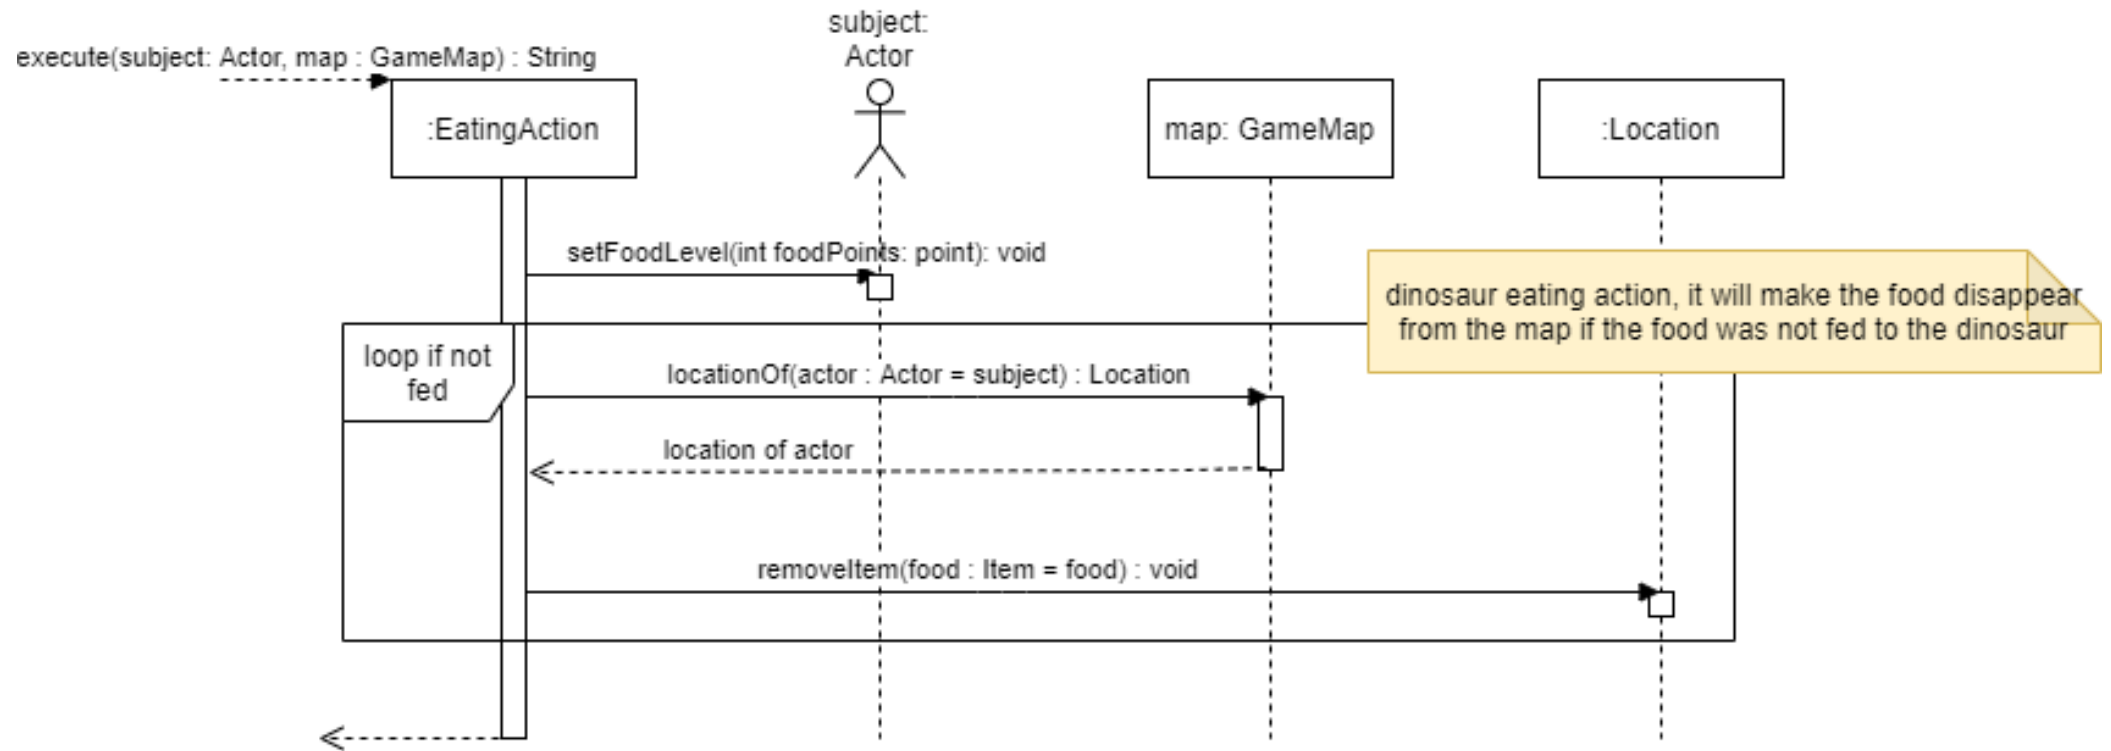 subject:
Actor
execute(subject: Actor, map : GameMap) : String
:EatingAction
map: GameMap
:Location
setFoodLevel(int foodPoints: point): void
dinosaur eating action, it will make the food disappear
from the map if the food was not fed to the dinosaur
loop if not
fed
locationOf(actor : Actor = subject) : Location
location of actor
removeItem(food : Item = food) : void